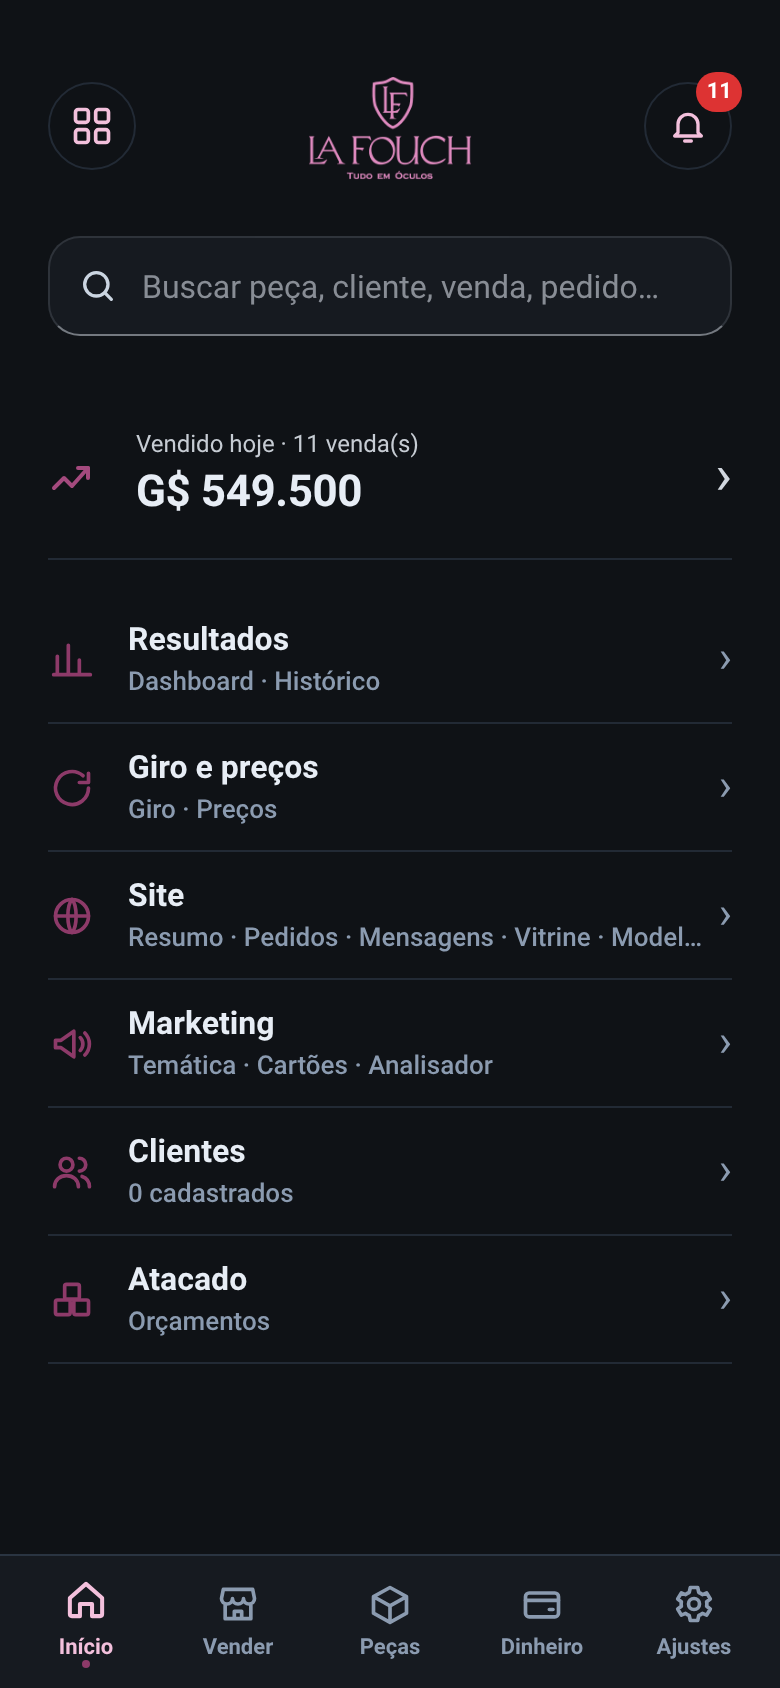 11
LF
LA FOUCH
TUDO EM ÓCULOS
Buscar peça, cliente, venda, pedido...
Vendido hoje · 11 venda(s)
G$ 549.500
Resultados
Dashboard · Histórico
Giro e preços
Giro · Preços
Site
Resumo · Pedidos · Mensagens · Vitrine · Model...
Marketing
Temática · Cartões · Analisador
Clientes
0 cadastrados
Atacado
Orçamentos
Início
Vender
Peças
Dinheiro
Ajustes